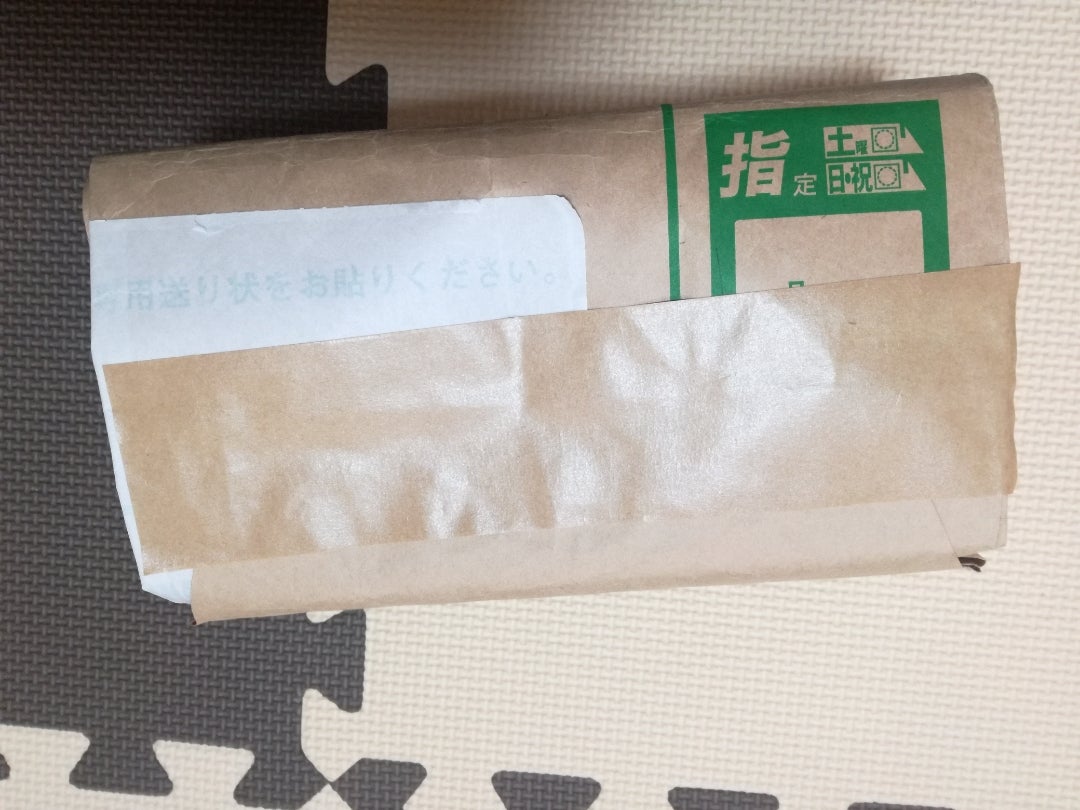 指定
土曜
日・祝
用送り状をお貼りください。